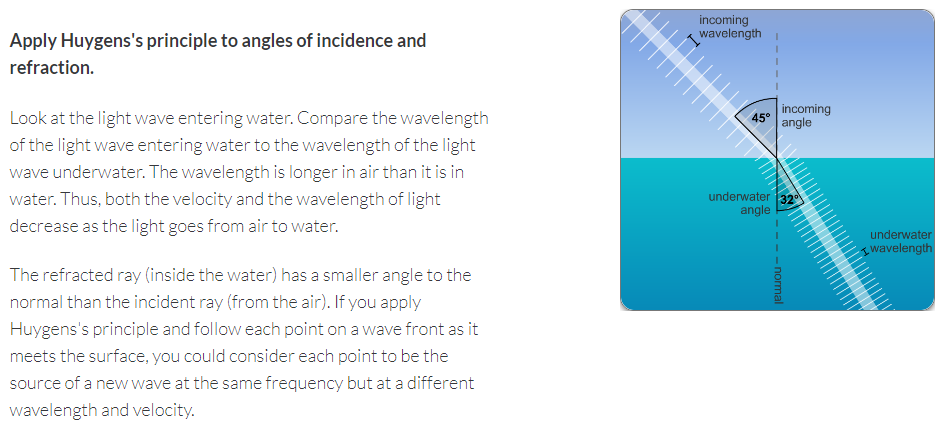 Apply Huygens's principle to angles of incidence and
refraction.
Look at the light wave entering water. Compare the wavelength
of the light wave entering water to the wavelength of the light
wave underwater. The wavelength is longer in air than it is in
water. Thus, both the velocity and the wavelength of light
decrease as the light goes from air to water.
The refracted ray (inside the water) has a smaller angle to the
normal than the incident ray (from the air). If you apply
Huygens's principle and follow each point on a wave front as it
meets the surface, you could consider each point to be the
source of a new wave at the same frequency but at a different
wavelength and velocity.
incoming
wavelength
45°
incoming
angle
underwater
angle
32°
underwater
wavelength
normal